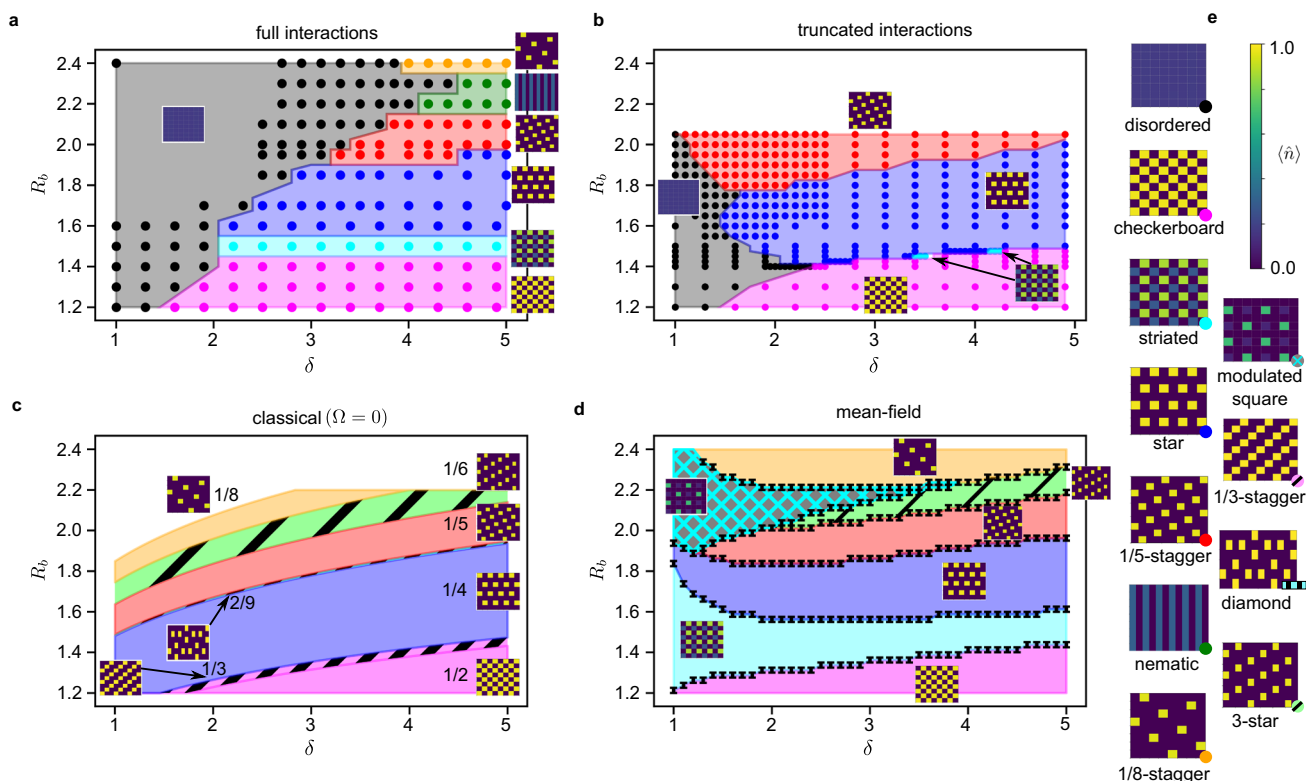 a
full interactions
R_b
2.4
2.2
2.0
1.8
1.6
1.4
1.2
1
2
3
4
5
δ
b
truncated interactions
R_b
2.4
2.2
2.0
1.8
1.6
1.4
1.2
1
2
3
4
5
δ
c
classical (Ω = 0)
R_b
2.4
2.2
2.0
1.8
1.6
1.4
1.2
1/8
1/6
1/5
1/4
2/9
1/3
1/2
1
2
3
4
5
δ
d
mean-field
R_b
2.4
2.2
2.0
1.8
1.6
1.4
1.2
1
2
3
4
5
δ
e
1.0
⟨n̂⟩
0.0
disordered
checkerboard
striated
modulated
square
star
1/3-stagger
1/5-stagger
diamond
nematic
3-star
1/8-stagger